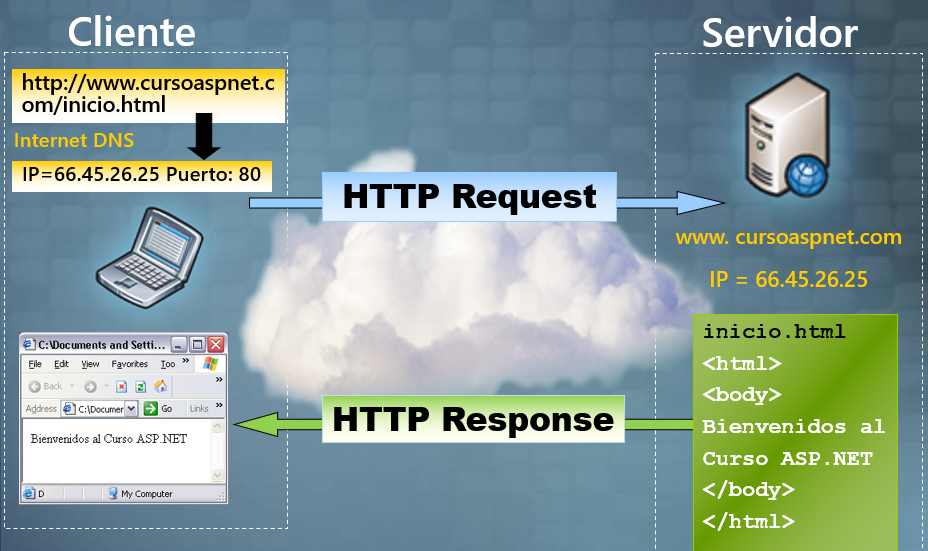 Cliente
Servidor
http://www.cursoaspnet.c
om/inicio.html
Internet DNS
IP=66.45.26.25 Puerto: 80
HTTP Request
www. cursoaspnet.com
IP = 66.45.26.25
C:\Documents and Setti...
File Edit View Favorites Too »
Back »
Address C:\Documer Go Links »
Bienvenidos al Curso ASP.NET
D My Computer
HTTP Response
inicio.html
<html>
<body>
Bienvenidos al
Curso ASP.NET
</body>
</html>